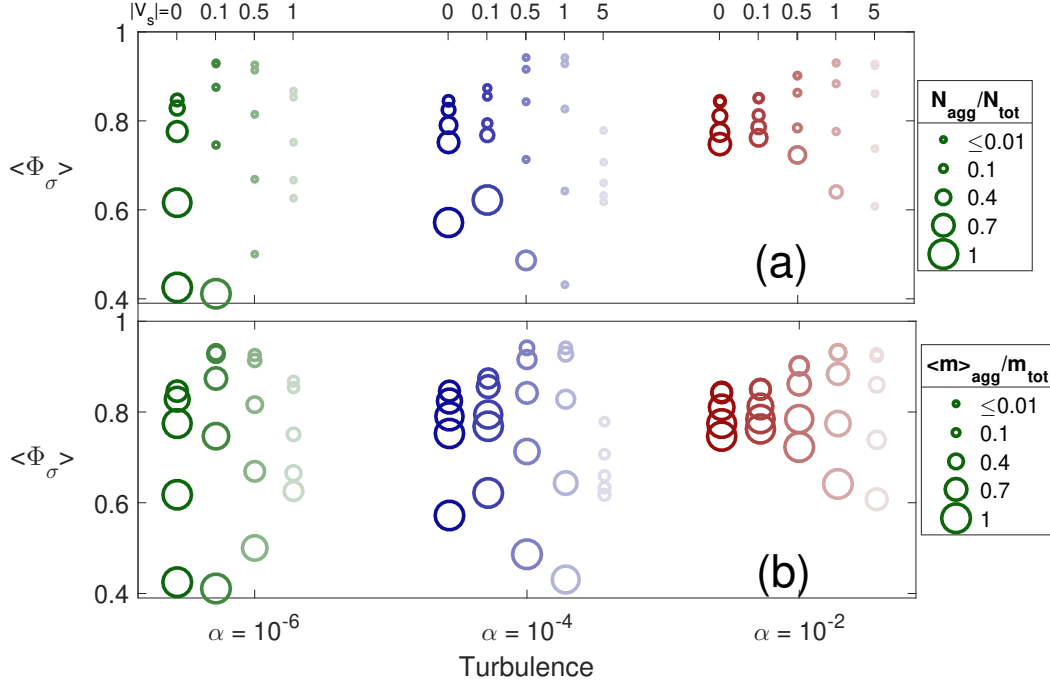 |V_s|= 0 0.1 0.5 1 0 0.1 0.5 1 5 0 0.1 0.5 1 5
1
0.8
<Φ_σ>
0.6
0.4
(a)
N_agg/N_tot
≤0.01
0.1
0.4
0.7
1
1
0.8
<Φ_σ>
0.6
0.4
(b)
<m>_agg/m_tot
≤0.01
0.1
0.4
0.7
1
α = 10^-6 α = 10^-4 α = 10^-2
Turbulence